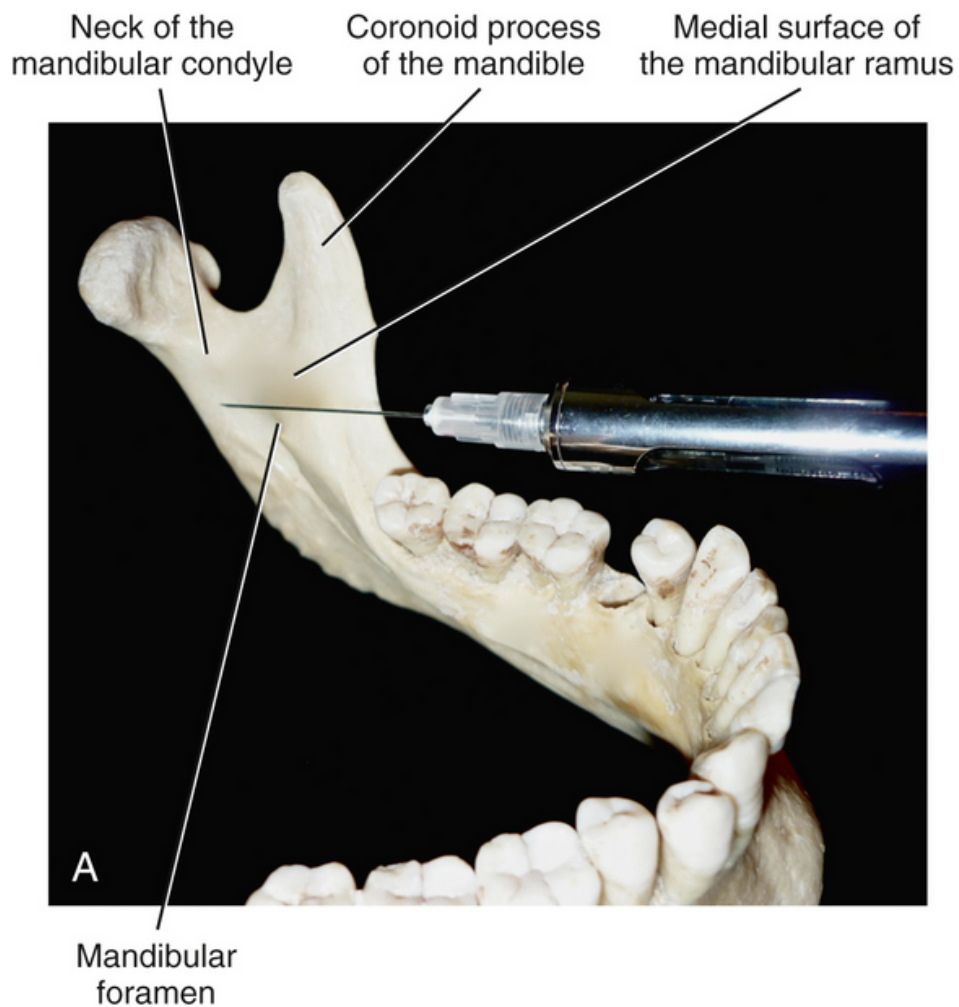 Neck of the
mandibular condyle
Coronoid process
of the mandible
Medial surface of
the mandibular ramus
A
Mandibular
foramen